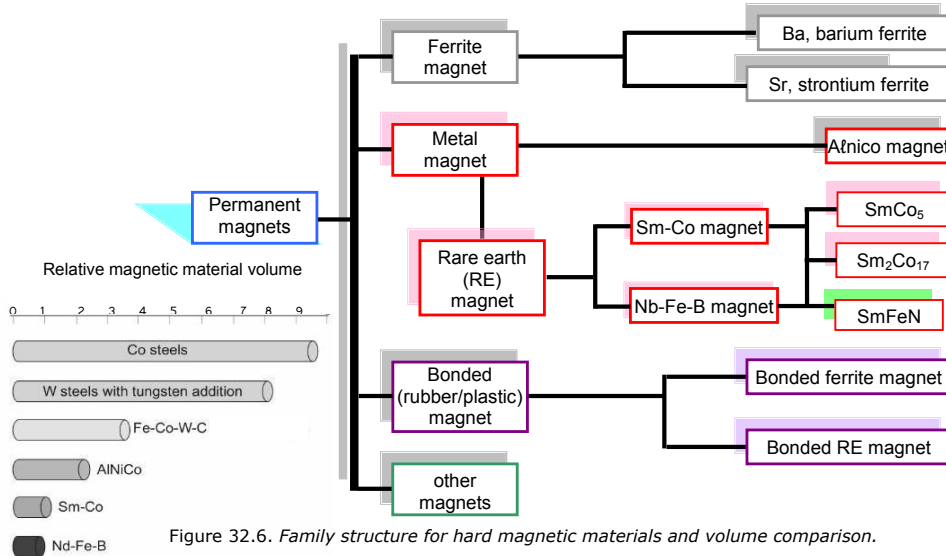 Ferrite
magnet
Ba, barium ferrite
Sr, strontium ferrite
Metal
magnet
Aℓnico magnet
Permanent
magnets
Rare earth
(RE)
magnet
Sm-Co magnet
Nb-Fe-B magnet
SmCo₅
Sm₂Co₁₇
SmFeN
Bonded
(rubber/plastic)
magnet
Bonded ferrite magnet
Bonded RE magnet
other
magnets
Relative magnetic material volume
0 1 2 3 4 5 6 7 8 9
Co steels
W steels with tungsten addition
Fe-Co-W-C
AlNiCo
Sm-Co
Nd-Fe-B
Figure 32.6. Family structure for hard magnetic materials and volume comparison.